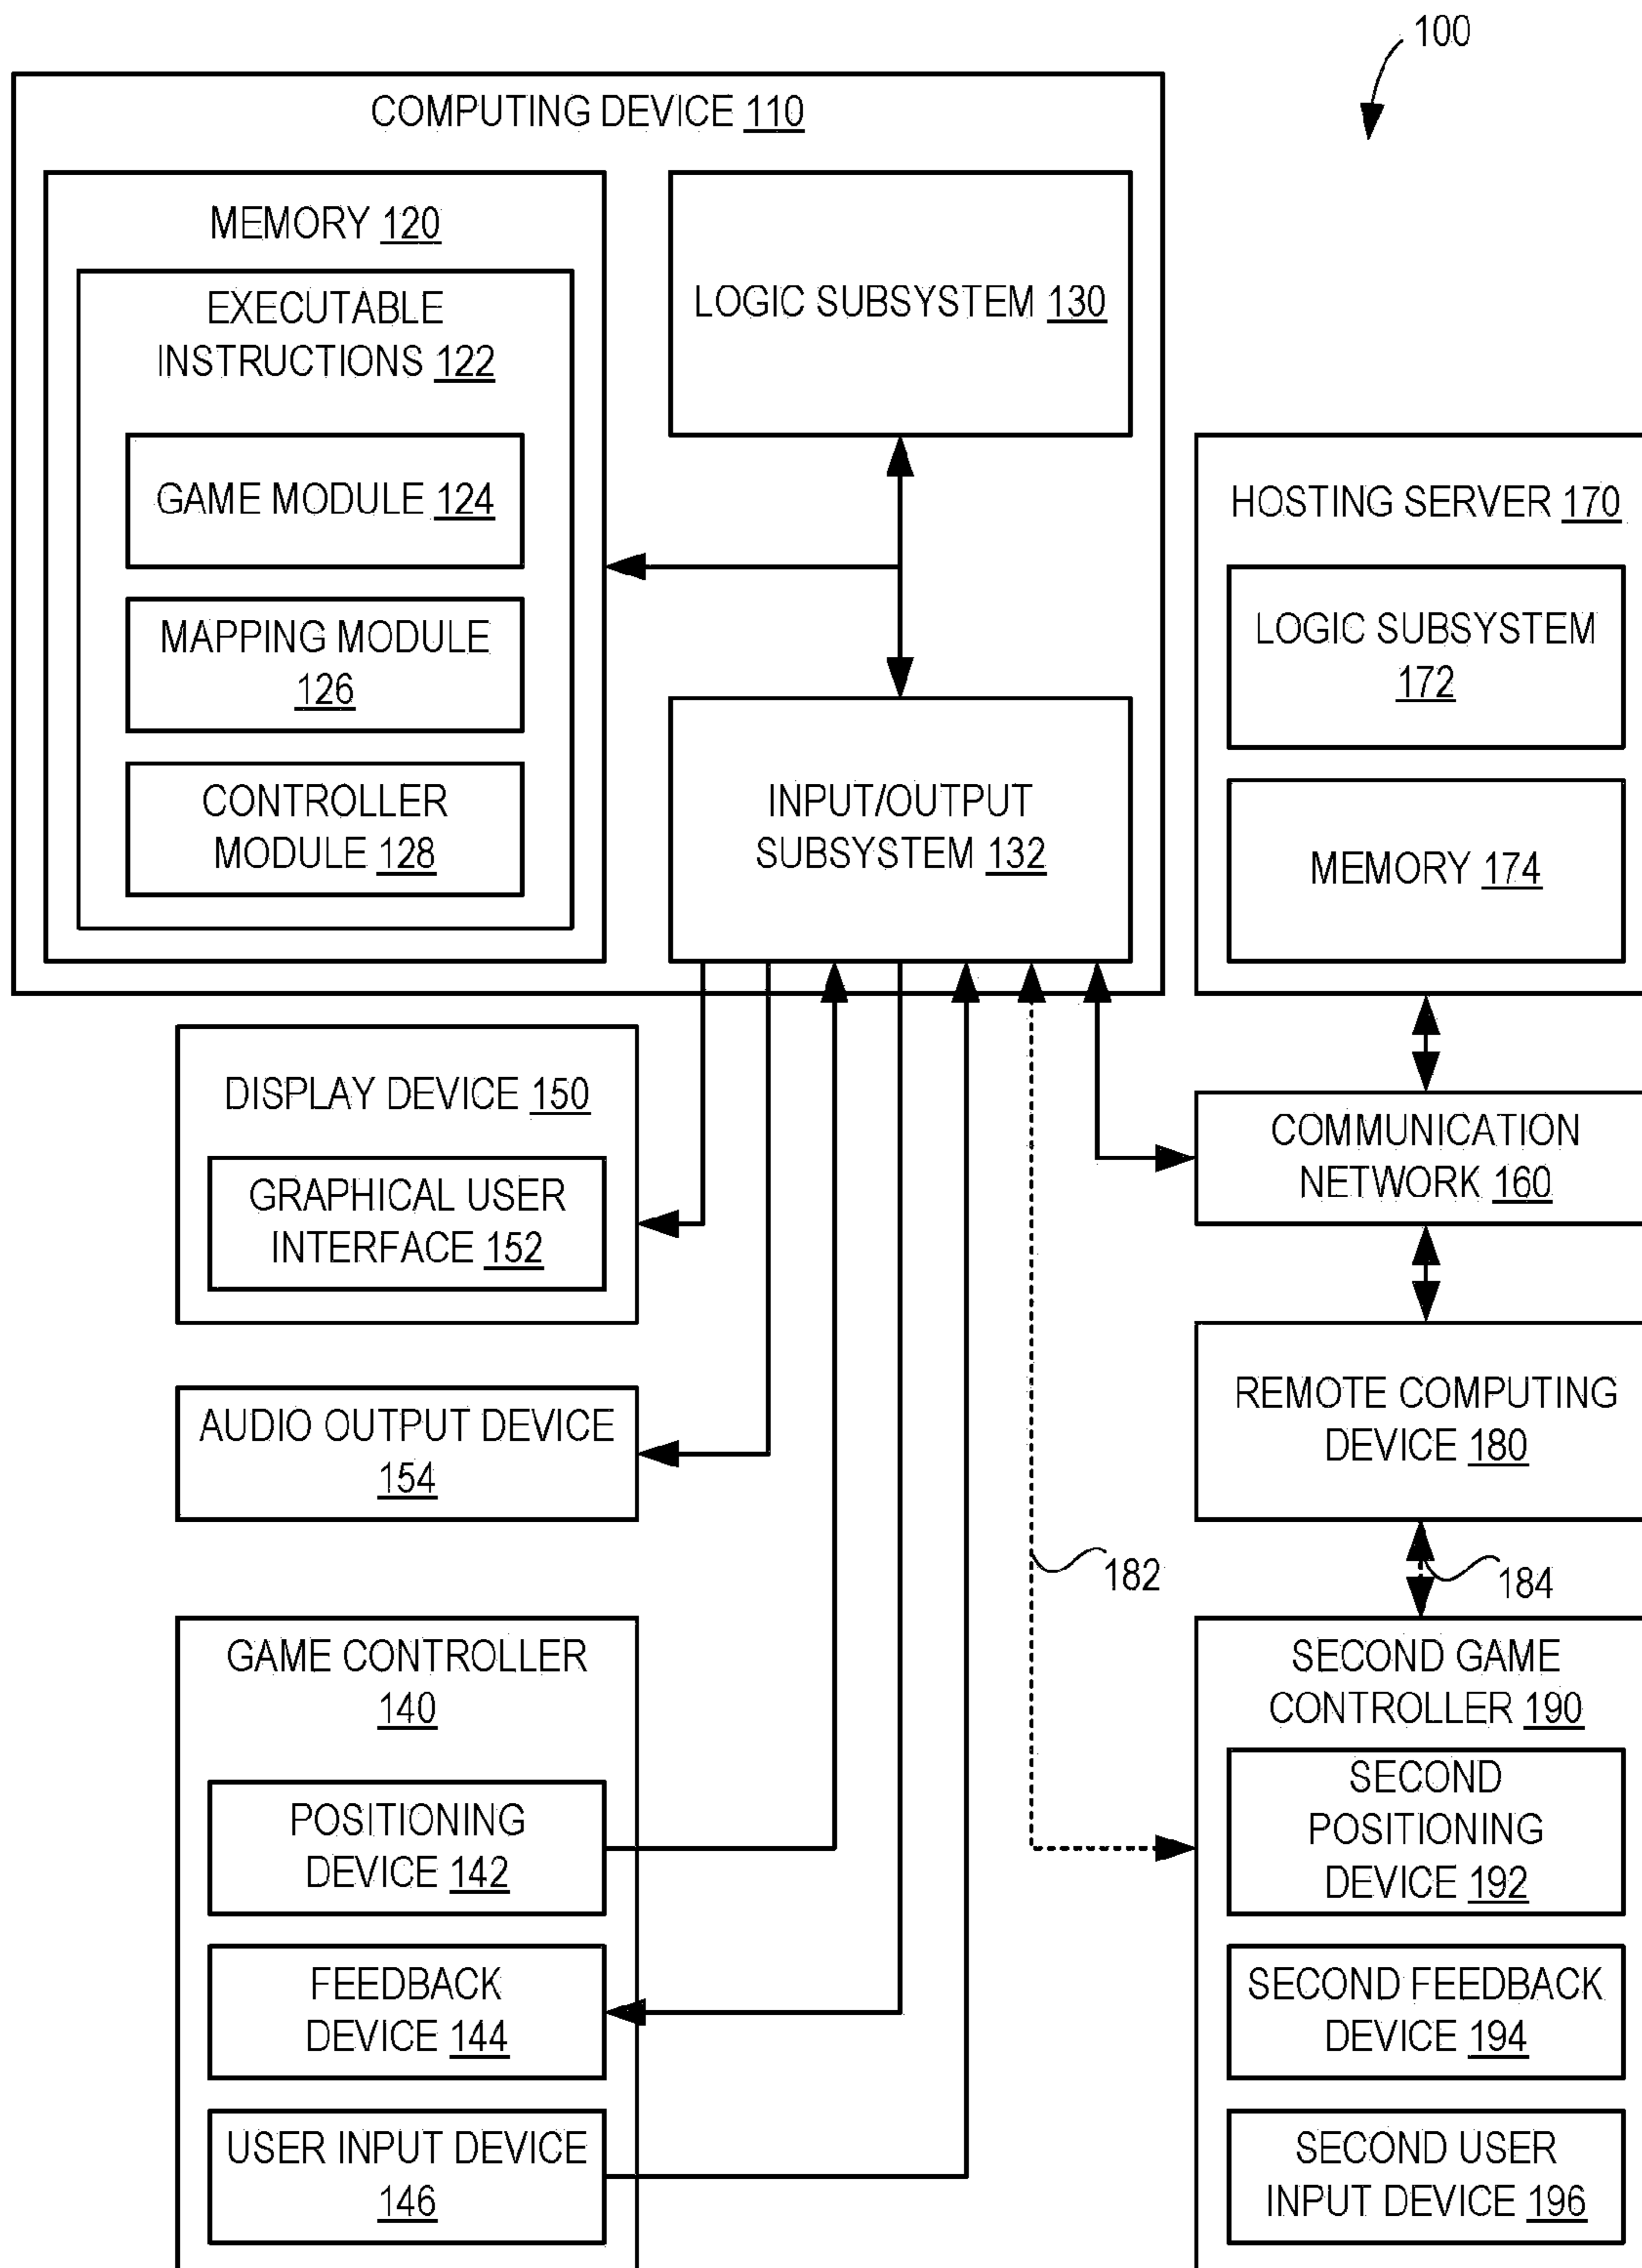 100
COMPUTING DEVICE 110
MEMORY 120
EXECUTABLE
INSTRUCTIONS 122
GAME MODULE 124
MAPPING MODULE
126
CONTROLLER
MODULE 128
LOGIC SUBSYSTEM 130
INPUT/OUTPUT
SUBSYSTEM 132
HOSTING SERVER 170
LOGIC SUBSYSTEM
172
MEMORY 174
DISPLAY DEVICE 150
GRAPHICAL USER
INTERFACE 152
COMMUNICATION
NETWORK 160
AUDIO OUTPUT DEVICE
154
REMOTE COMPUTING
DEVICE 180
182
184
GAME CONTROLLER
140
POSITIONING
DEVICE 142
FEEDBACK
DEVICE 144
USER INPUT DEVICE
146
SECOND GAME
CONTROLLER 190
SECOND
POSITIONING
DEVICE 192
SECOND FEEDBACK
DEVICE 194
SECOND USER
INPUT DEVICE 196